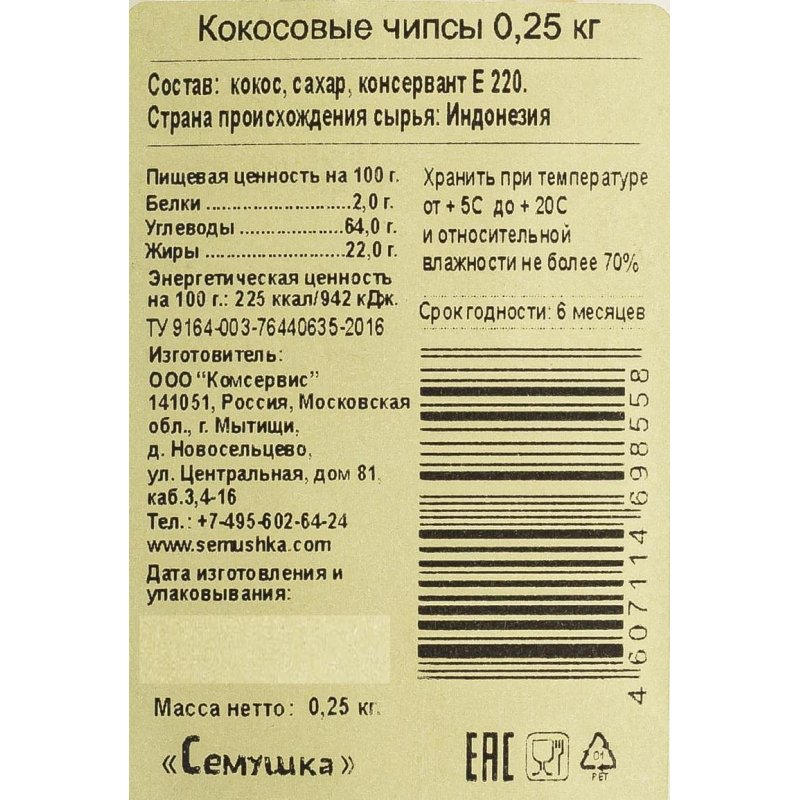 Кокосовые чипсы 0,25 кг
Состав: кокос, сахар, консервант Е 220.
Страна происхождения сырья: Индонезия
Пищевая ценность на 100 г.
Белки ............................2,0 г.
Углеводы .....................64,0 г.
Жиры ...........................22,0 г.
Энергетическая ценность
на 100 г.: 225 ккал/942 кДж.
ТУ 9164-003-76440635-2016
Изготовитель:
ООО "Комсервис"
141051, Россия, Московская
обл., г. Мытищи,
д. Новосельцево,
ул. Центральная, дом 81,
каб.3,4-16
Тел.: +7-495-602-64-24
www.semushka.com
Дата изготовления и
упаковывания:
Хранить при температуре
от + 5С до + 20С
и относительной
влажности не более 70%
Срок годности: 6 месяцев
4 607114 698558
Масса нетто: 0,25 кг.
«Семушка»
EAC
01
PET